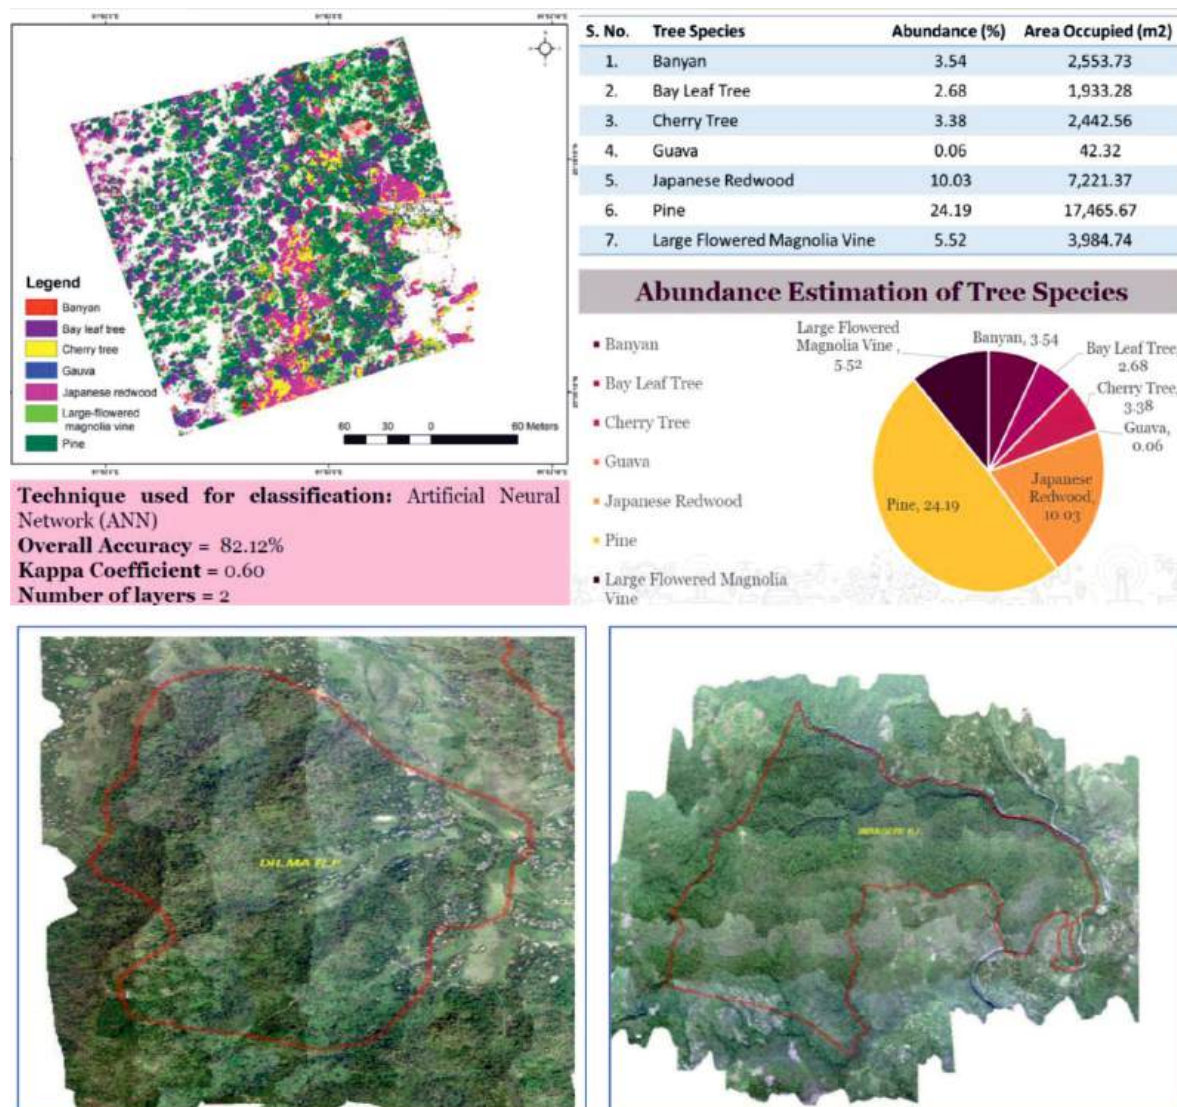 Legend
Banyan
Bay leaf tree
Cherry tree
Gauva
Japanese redwood
Large-fliowered
magnolia vine
Pine
60 30 0 60 Meters
Technique used for classification: Artificial Neural
Network (ANN)
Overall Accuracy = 82.12%
Kappa Coefficient = 0.60
Number of layers = 2
S. No. Tree Species Abundance (%) Area Occupied (m2)
1. Banyan 3.54 2,553.73
2. Bay Leaf Tree 2.68 1,933.28
3. Cherry Tree 3.38 2,442.56
4. Guava 0.06 42.32
5. Japanese Redwood 10.03 7,221.37
6. Pine 24.19 17,465.67
7. Large Flowered Magnolia Vine 5.52 3,984.74
Abundance Estimation of Tree Species
Banyan
Bay Leaf Tree
Cherry Tree
Guava
Japanese Redwood
Pine
Large Flowered Magnolia
Vine
Large Flowered
Magnolia Vine ,
5.52
Banyan, 3.54
Bay Leaf Tree,
2.68
Cherry Tree,
3.38
Guava,
0.06
Japanese
Redwood,
10.03
Pine, 24.19
DILMA R.F.